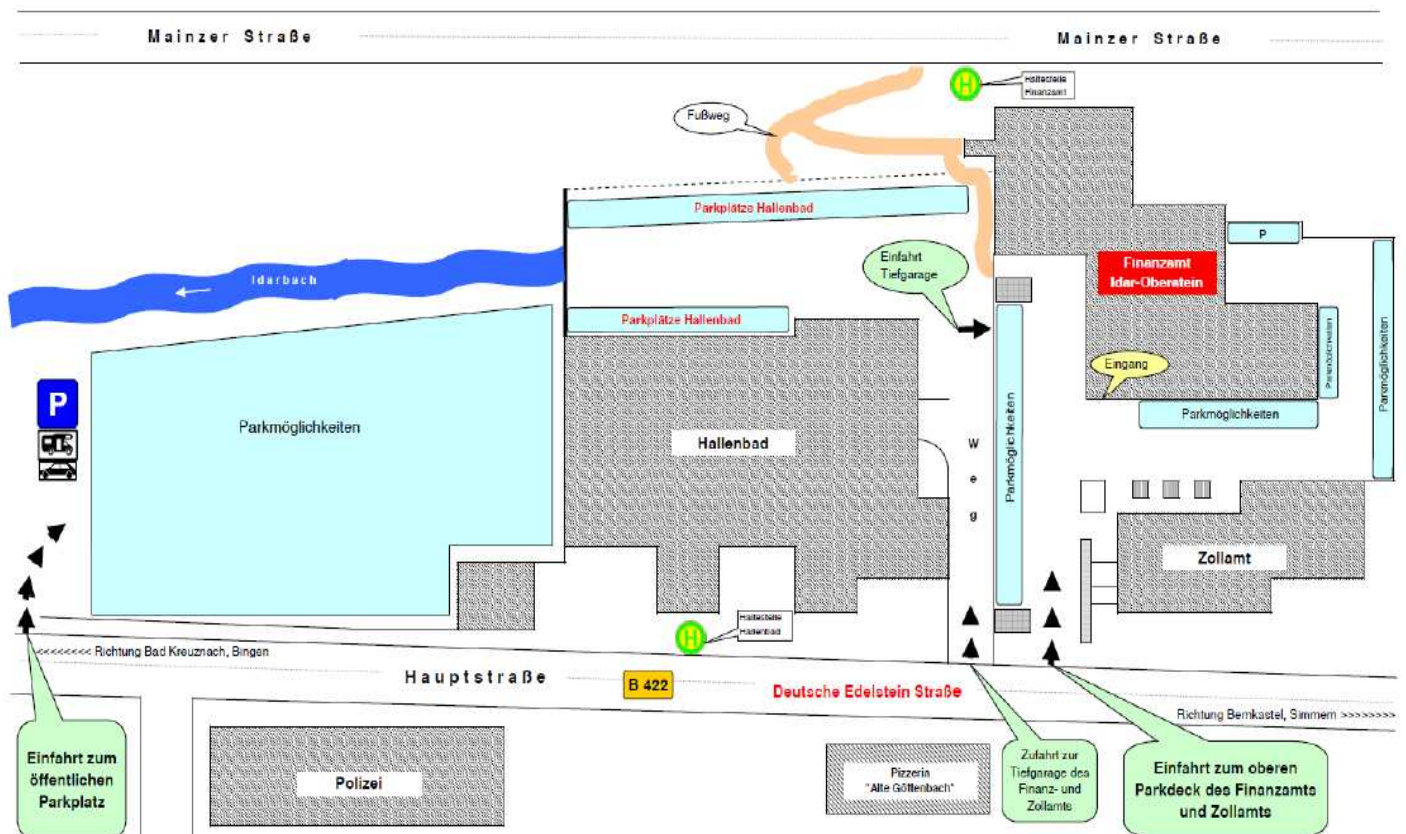 Mainzer Straße
Mainzer Straße
H
Haltestelle
Finanzamt
Fußweg
Parkplätze Hallenbad
P
Einfahrt
Tiefgarage
Finanzamt
Idar-Oberstein
Idarbach
Parkplätze Hallenbad
Parkmöglichkeiten
Parkmöglichkeiten
Eingang
P
Parkmöglichkeiten
Parkmöglichkeiten
Parkmöglichkeiten
Hallenbad
W
e
g
Zollamt
H
Haltestelle
Hallenbad
<<<<<<<< Richtung Bad Kreuznach, Bingen
Hauptstraße
B 422
Deutsche Edelstein Straße
Richtung Bernkastel, Simmern >>>>>>>>
Einfahrt zum
öffentlichen
Parkplatz
Polizei
Pizzeria
"Alte Göttenbach"
Zufahrt zur
Tiefgarage des
Finanz- und
Zollamts
Einfahrt zum oberen
Parkdeck des Finanzamts
und Zollamts